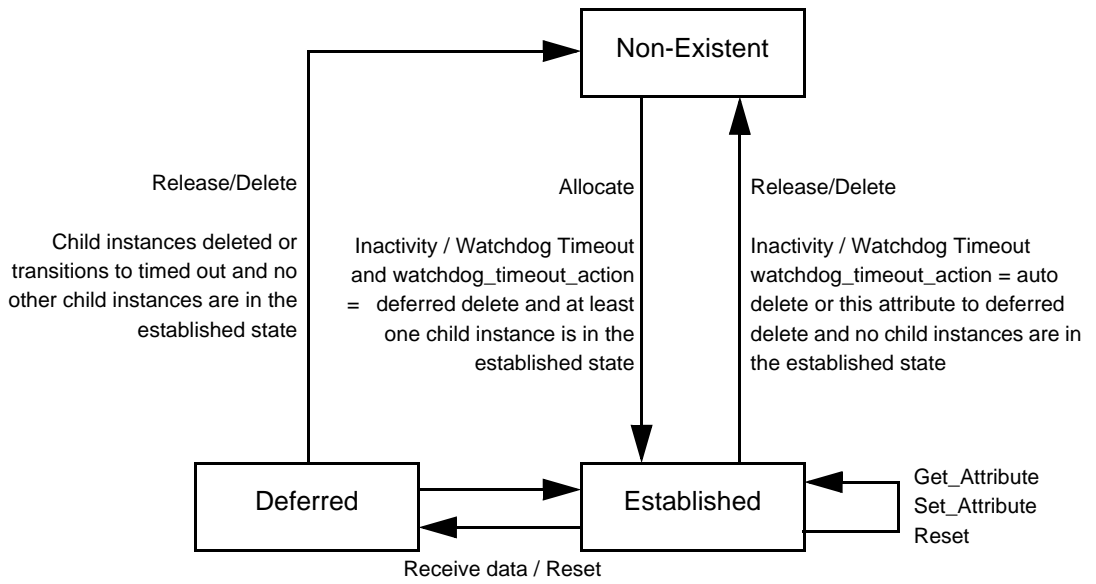 Non-Existent
Release/Delete
Child instances deleted or
transitions to timed out and no
other child instances are in the
established state
Allocate
Inactivity / Watchdog Timeout
and watchdog_timeout_action
= deferred delete and at least
one child instance is in the
established state
Release/Delete
Inactivity / Watchdog Timeout
watchdog_timeout_action = auto
delete or this attribute to deferred
delete and no child instances are in
the established state
Deferred
Established
Get_Attribute
Set_Attribute
Reset
Receive data / Reset